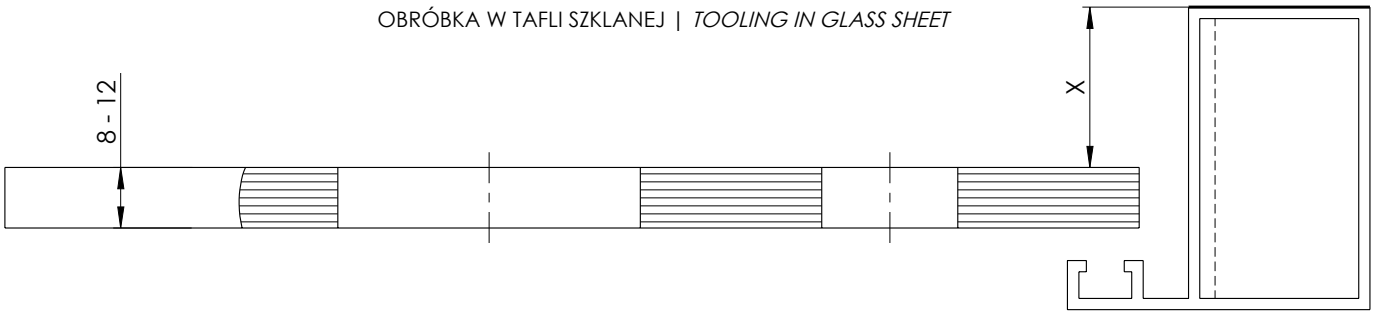 OBRÓBKA W TAFLI SZKLANEJ | TOOLING IN GLASS SHEET
X
8 - 12